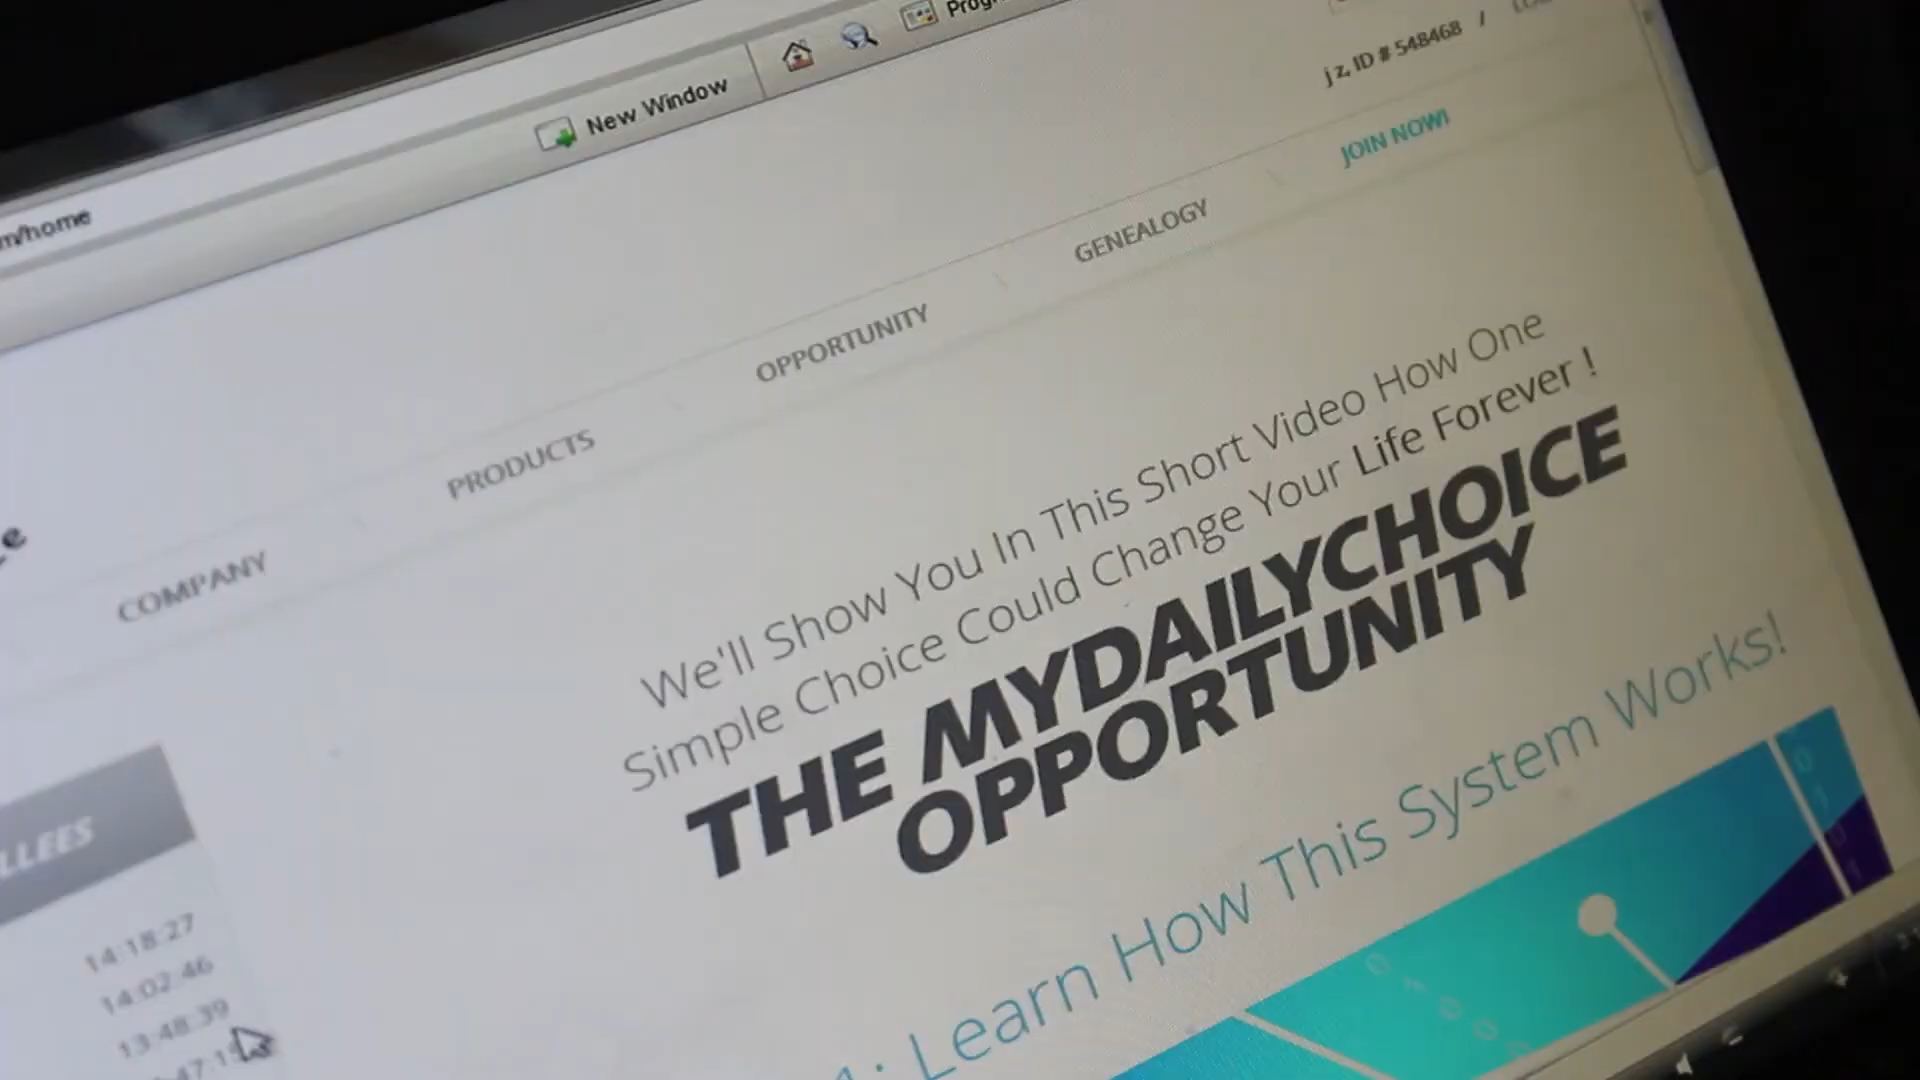 New Window
m/home
j z, ID # 548468 /
COMPANY
PRODUCTS
OPPORTUNITY
GENEALOGY
JOIN NOW!
We'll Show You In This Short Video How One
Simple Choice Could Change Your Life Forever !
THE MYDAILYCHOICE
OPPORTUNITY
1: Learn How This System Works!
LLEES
14:18:27
14:02:46
13:48:39